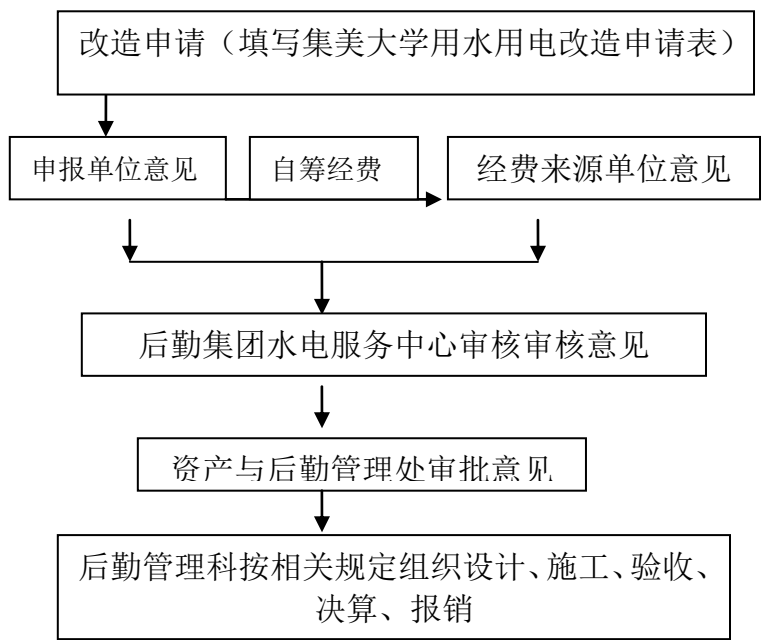 改造申请（填写集美大学用水用电改造申请表）
申报单位意见
自筹经费
经费来源单位意见
后勤集团水电服务中心审核审核意见
资产与后勤管理处审批意见
后勤管理科按相关规定组织设计、施工、验收、
决算、报销